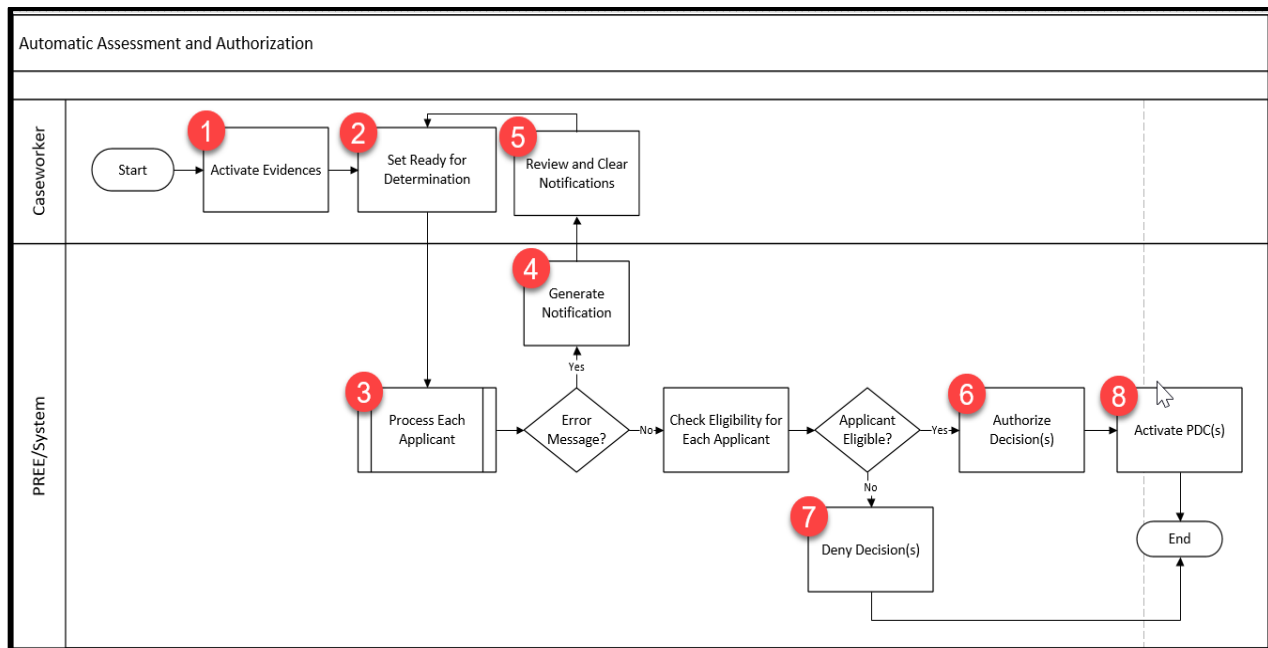 Automatic Assessment and Authorization
Caseworker
Start
1
Activate Evidences
2
Set Ready for
Determination
5
Review and Clear
Notifications
PREE/System
4
Generate
Notification
Yes
3
Process Each
Applicant
Error
Message?
No
Check Eligibility for
Each Applicant
Applicant
Eligible?
Yes
6
Authorize
Decision(s)
8
Activate PDC(s)
No
7
Deny Decision(s)
End